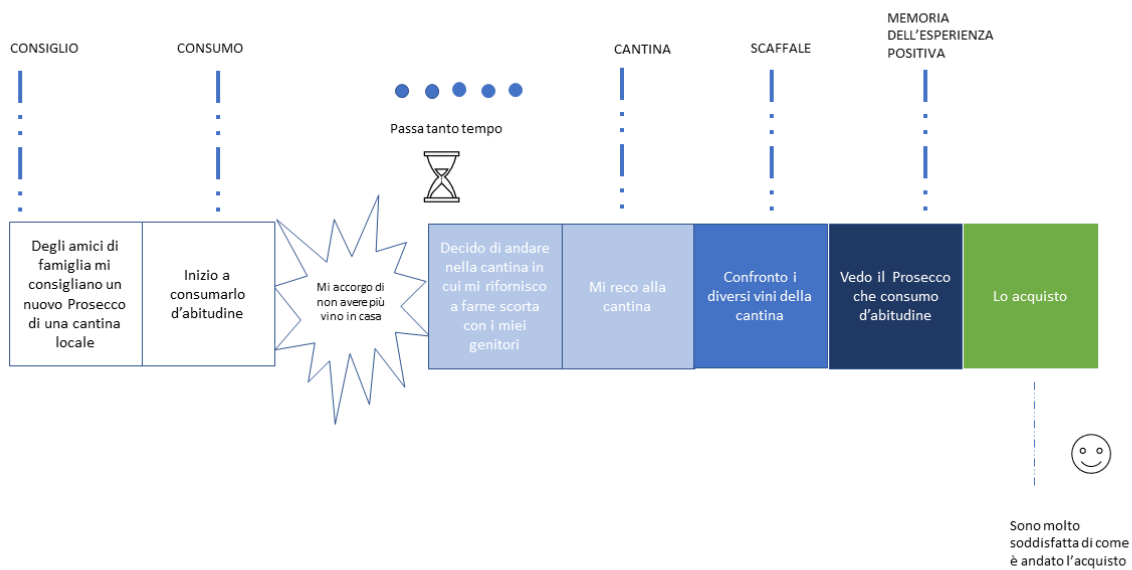 CONSIGLIO
CONSUMO
Passa tanto tempo
CANTINA
SCAFFALE
MEMORIA
DELL'ESPERIENZA
POSITIVA
Degli amici di
famiglia mi
consigliano un
nuovo Prosecco
di una cantina
locale
Inizio a
consumarlo
d'abitudine
Mi accorgo di
non avere più
vino in casa
Decido di andare
nella cantina in
cui mi rifornisco
a farne scorta
con i miei
genitori
Mi reco alla
cantina
Confronto i
diversi vini della
cantina
Vedo il Prosecco
che consumo
d'abitudine
Lo acquisto
Sono molto
soddisfatta di come
è andato l'acquisto